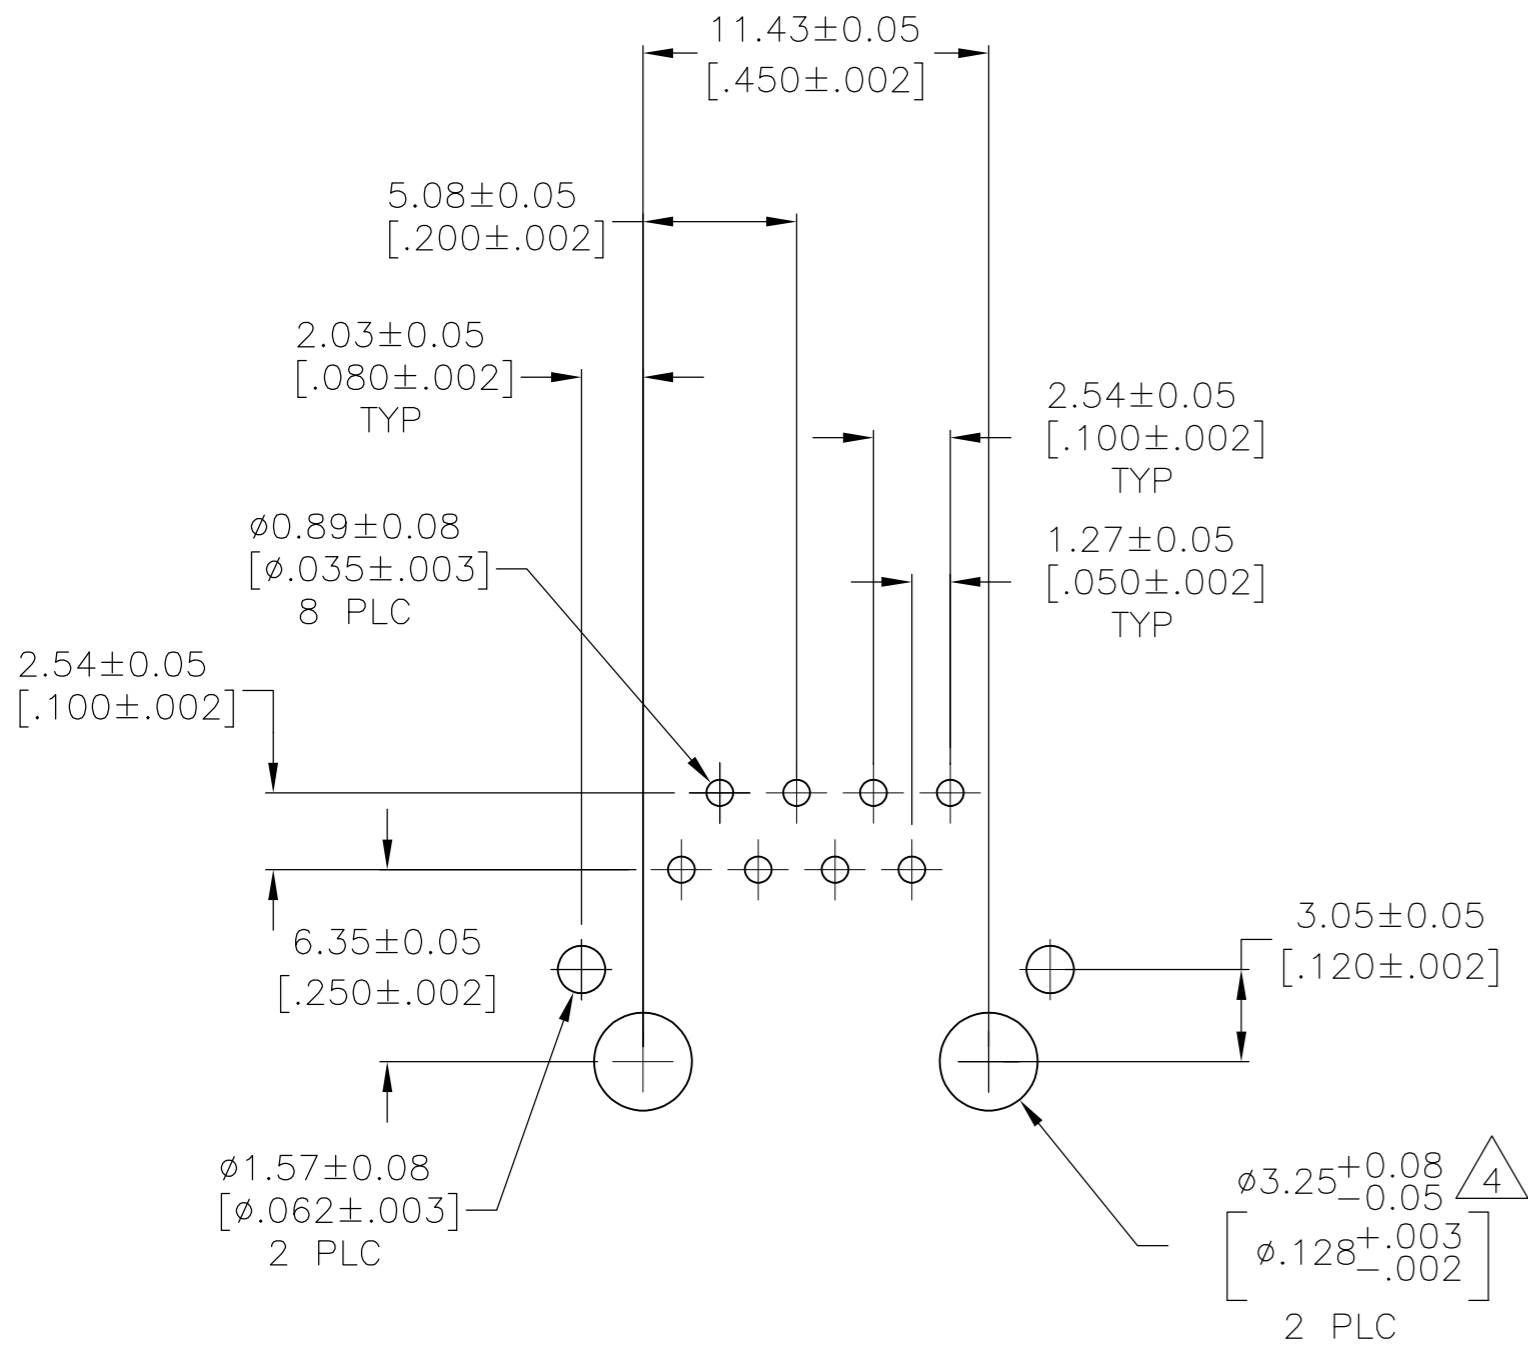 11.43±0.05
[.450±.002]
5.08±0.05
[.200±.002]
2.03±0.05
[.080±.002]
TYP
2.54±0.05
[.100±.002]
TYP
ø0.89±0.08
[ø.035±.003]
8 PLC
1.27±0.05
[.050±.002]
TYP
2.54±0.05
[.100±.002]
6.35±0.05
[.250±.002]
3.05±0.05
[.120±.002]
ø1.57±0.08
[ø.062±.003]
2 PLC
ø3.25+0.08 -0.05 4
[ø.128+.003 -.002]
2 PLC